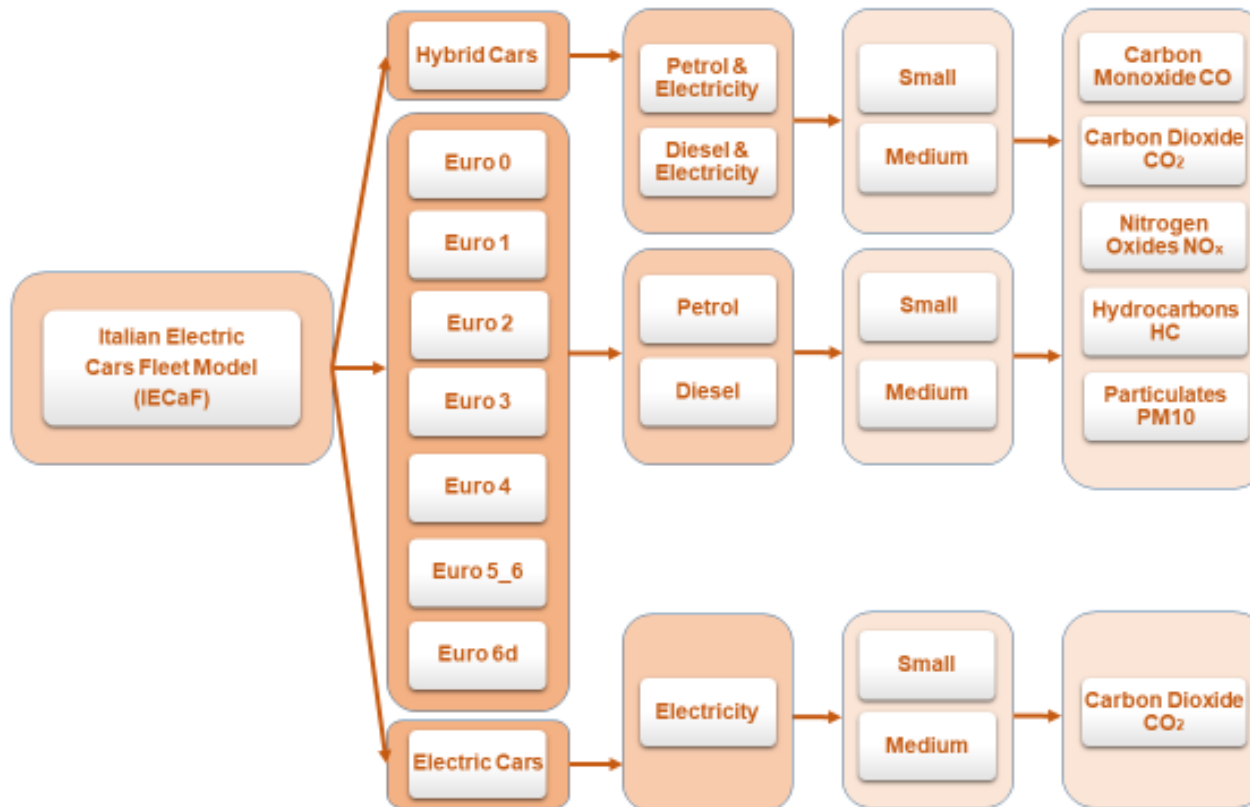 Italian Electric
Cars Fleet Model
(IECaF)
Hybrid Cars
Euro 0
Euro 1
Euro 2
Euro 3
Euro 4
Euro 5_6
Euro 6d
Electric Cars
Petrol &
Electricity
Diesel &
Electricity
Petrol
Diesel
Electricity
Small
Medium
Small
Medium
Small
Medium
Carbon
Monoxide CO
Carbon Dioxide
CO₂
Nitrogen
Oxides NOₓ
Hydrocarbons
HC
Particulates
PM10
Carbon Dioxide
CO₂